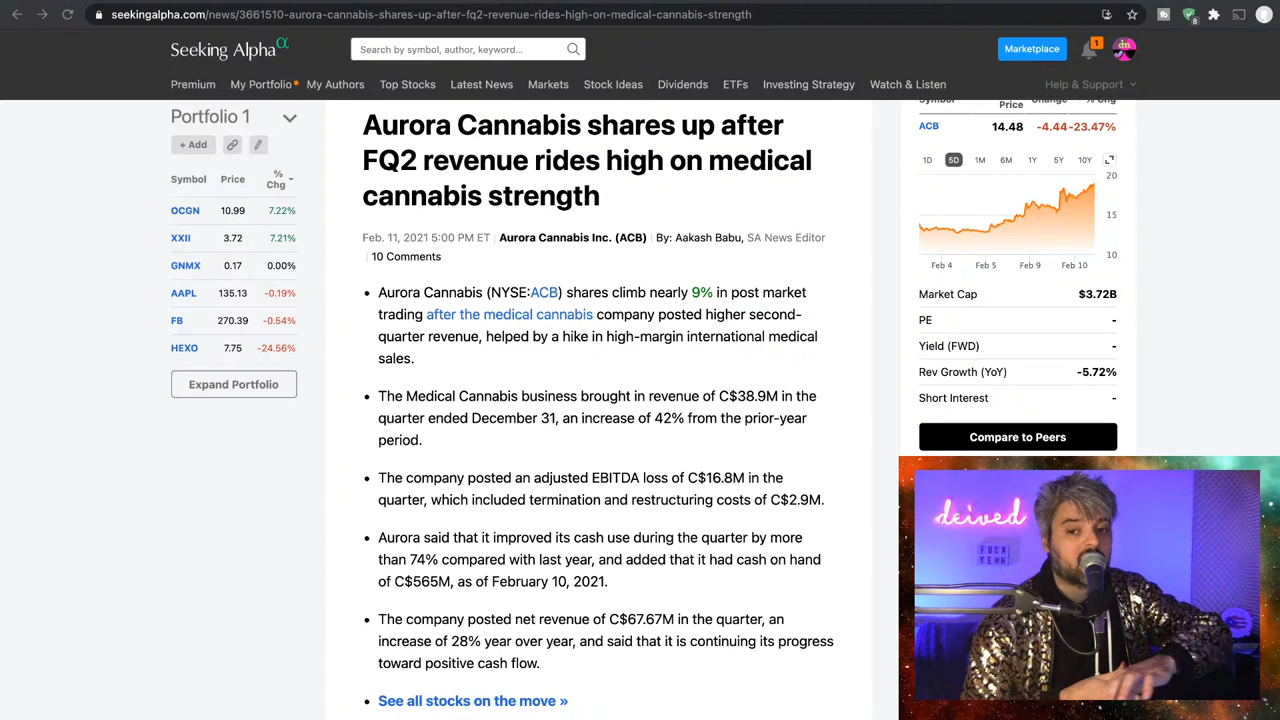 seekingalpha.com/news/3661510-aurora-cannabis-shares-up-after-fq2-revenue-rides-high-on-medical-cannabis-strength
6
Seeking Alpha α
Search by symbol, author, keyword...
Marketplace
1
Premium My Portfolio My Authors Top Stocks Latest News Markets Stock Ideas Dividends ETFs Investing Strategy Watch & Listen Help & Support
Portfolio 1
+ Add
Symbol Price % Chg
OCGN 10.99 7.22%
XXII 3.72 7.21%
GNMX 0.17 0.00%
AAPL 135.13 -0.19%
FB 270.39 -0.54%
HEXO 7.75 -24.56%
Expand Portfolio
Aurora Cannabis shares up after
FQ2 revenue rides high on medical
cannabis strength
Feb. 11, 2021 5:00 PM ET | Aurora Cannabis Inc. (ACB) | By: Aakash Babu, SA News Editor
| 10 Comments
• Aurora Cannabis (NYSE:ACB) shares climb nearly 9% in post market
trading after the medical cannabis company posted higher second-
quarter revenue, helped by a hike in high-margin international medical
sales.
• The Medical Cannabis business brought in revenue of C$38.9M in the
quarter ended December 31, an increase of 42% from the prior-year
period.
• The company posted an adjusted EBITDA loss of C$16.8M in the
quarter, which included termination and restructuring costs of C$2.9M.
• Aurora said that it improved its cash use during the quarter by more
than 74% compared with last year, and added that it had cash on hand
of C$565M, as of February 10, 2021.
• The company posted net revenue of C$67.67M in the quarter, an
increase of 28% year over year, and said that it is continuing its progress
toward positive cash flow.
• See all stocks on the move »
Symbol Price Change % Chg
ACB 14.48 -4.44 -23.47%
1D 5D 1M 6M 1Y 5Y 10Y
20
15
10
Feb 4 Feb 5 Feb 9 Feb 10
Market Cap $3.72B
PE -
Yield (FWD) -
Rev Growth (YoY) -5.72%
Short Interest -
Compare to Peers
deived
FUCK
YEAH